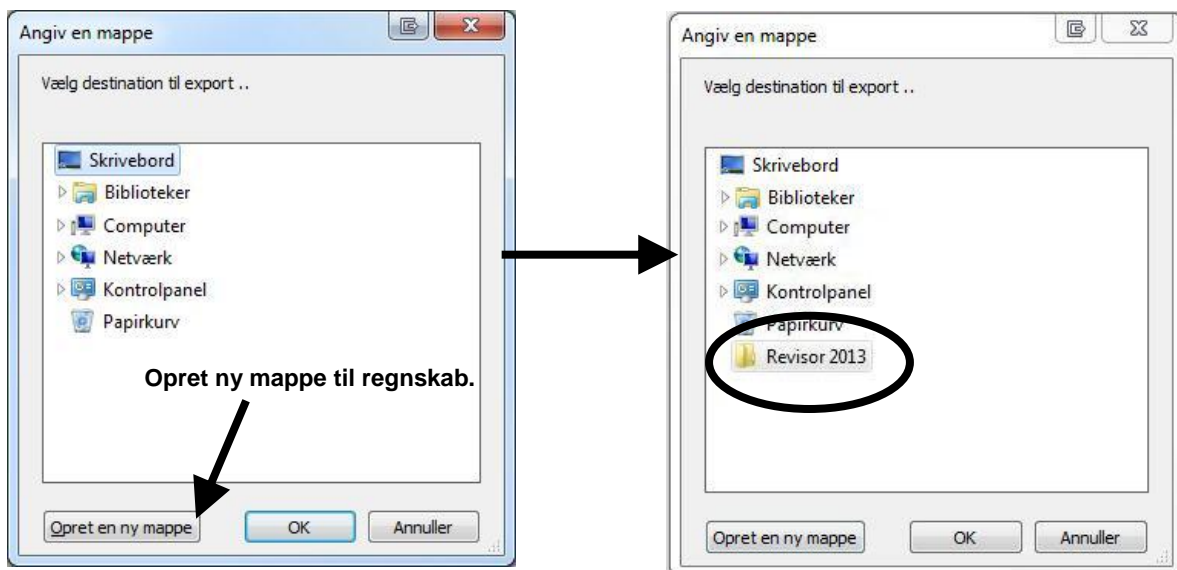 Angiv en mappe
Vælg destination til export ..
Skrivebord
Biblioteker
Computer
Netværk
Kontrolpanel
Papirkurv
Opret ny mappe til regnskab.
Opret en ny mappe
OK
Annuller
Angiv en mappe
Vælg destination til export ..
Skrivebord
Biblioteker
Computer
Netværk
Kontrolpanel
Papirkurv
Revisor 2013
Opret en ny mappe
OK
Annuller